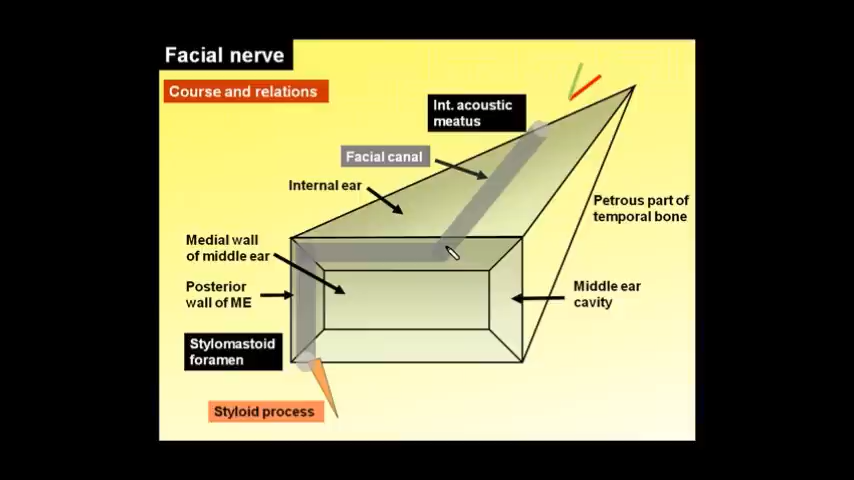 Facial nerve
Course and relations
Int. acoustic
meatus
Facial canal
Internal ear
Petrous part of
temporal bone
Medial wall
of middle ear
Posterior
wall of ME
Middle ear
cavity
Stylomastoid
foramen
Styloid process